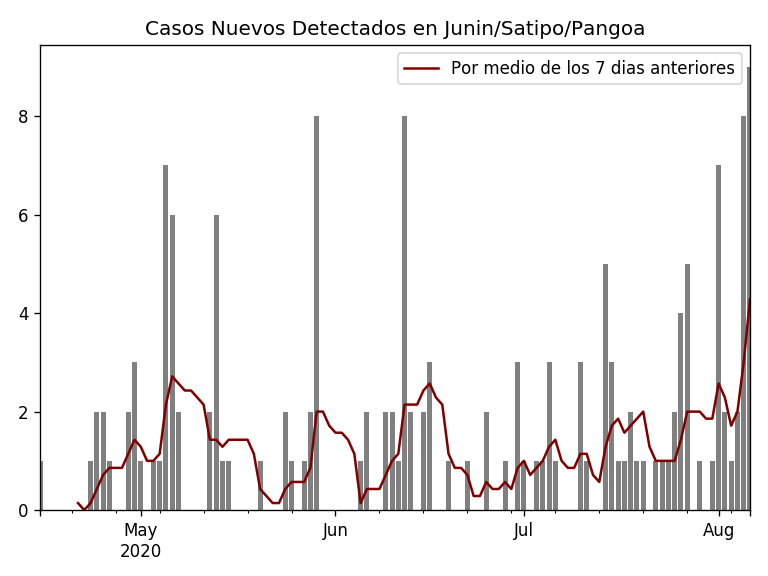 Casos Nuevos Detectados en Junin/Satipo/Pangoa
Por medio de los 7 dias anteriores
8
6
4
2
0
May
2020
Jun
Jul
Aug